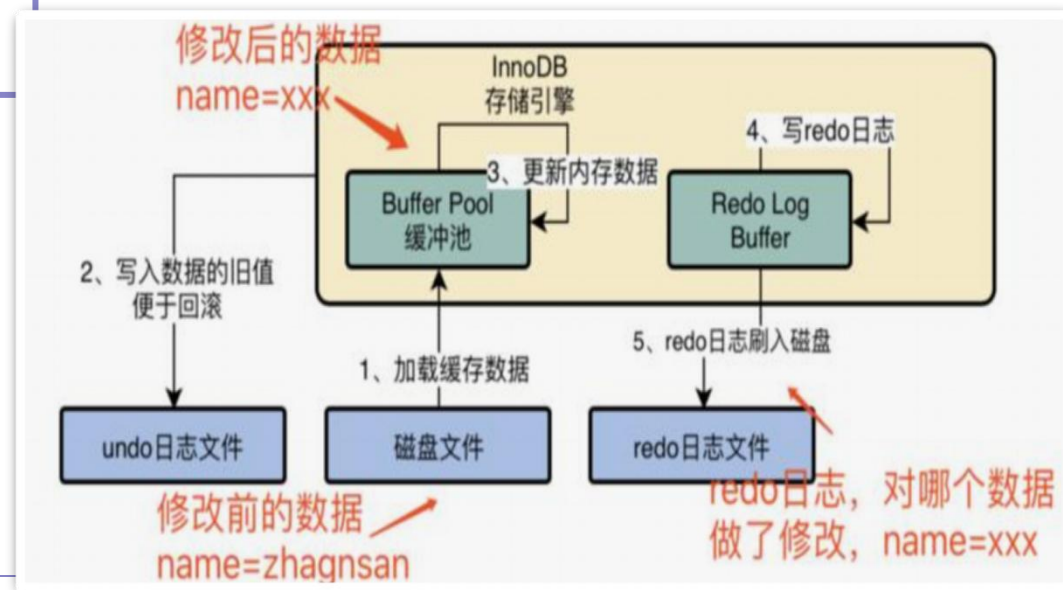 修改后的数据
name=xxx
InnoDB
存储引擎
4、写redo日志
3、更新内存数据
Buffer Pool
缓冲池
Redo Log
Buffer
2、写入数据的旧值
便于回滚
5、redo日志刷入磁盘
1、加载缓存数据
undo日志文件
磁盘文件
redo日志文件
修改前的数据
name=zhagnsan
redo日志，对哪个数据
做了修改，name=xxx